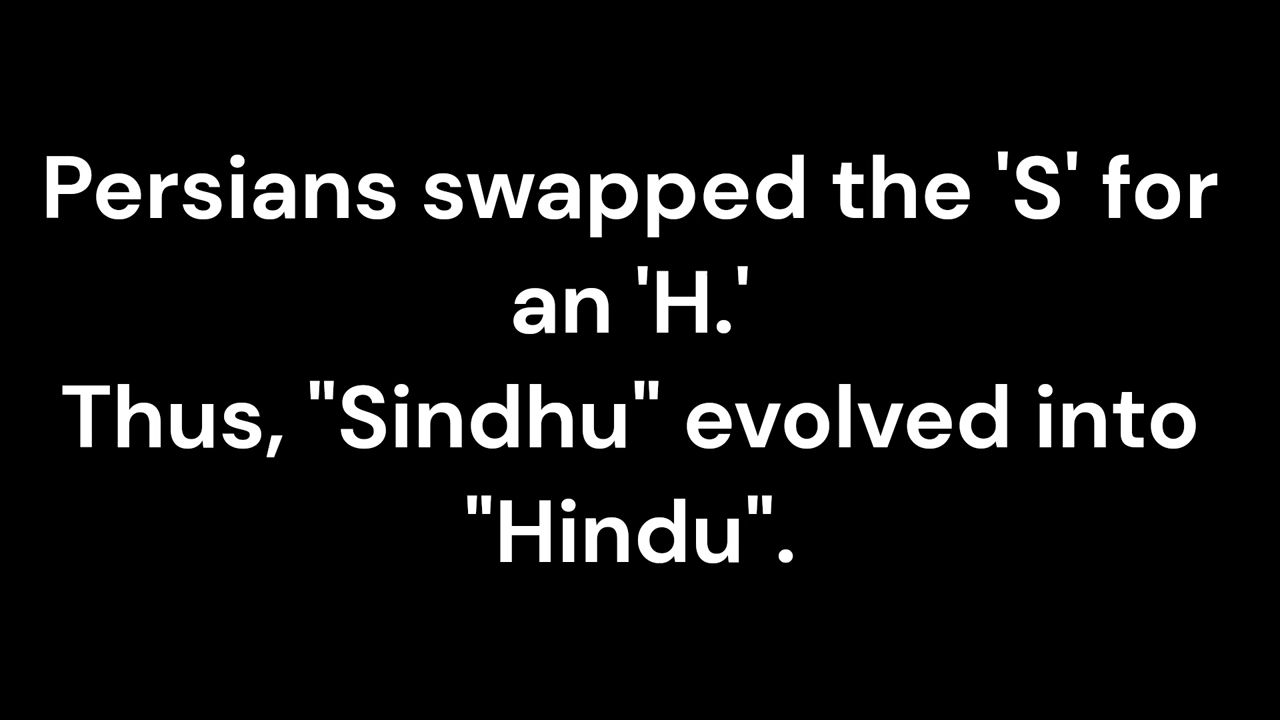 Persians swapped the 'S' for
an 'H.'
Thus, "Sindhu" evolved into
"Hindu".